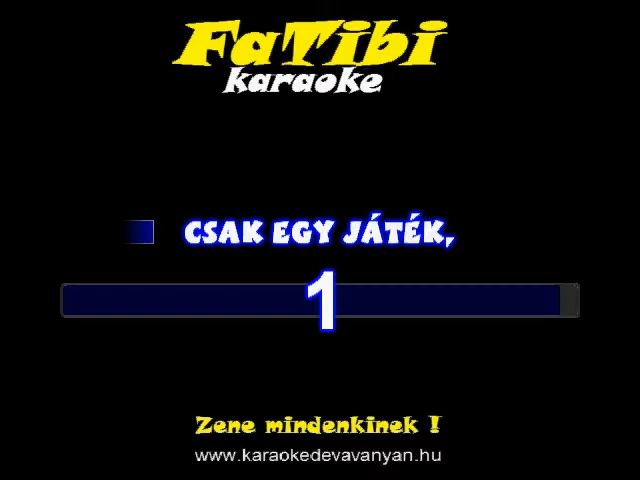 FaTibi
karaoke
CSAK EGY JÁTÉK,
1
Zene mindenkinek !
www.karaokedevavanyan.hu